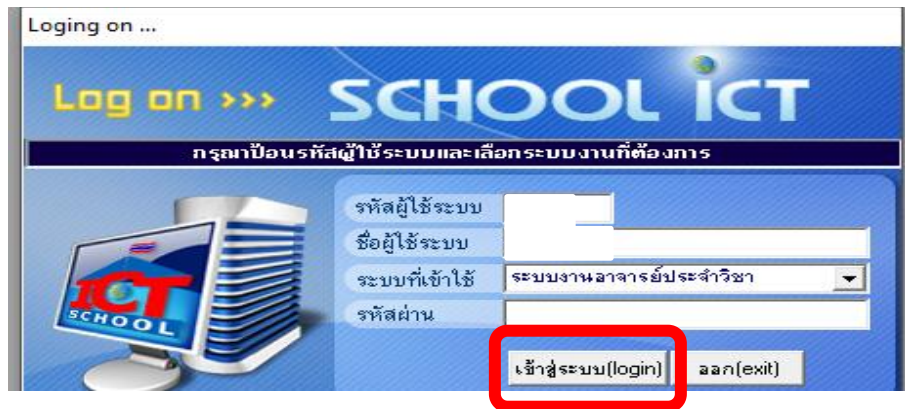 Loging on ...
Log on >>> SCHOOL ICT
กรุณาป้อนรหัสผู้ใช้ระบบและเลือกระบบงานที่ต้องการ
รหัสผู้ใช้ระบบ
ชื่อผู้ใช้ระบบ
ระบบที่เข้าใช้ ระบบงานอาจารย์ประจำวิชา
รหัสผ่าน
ICT
SCHOOL
เข้าสู่ระบบ(login) ออก(exit)